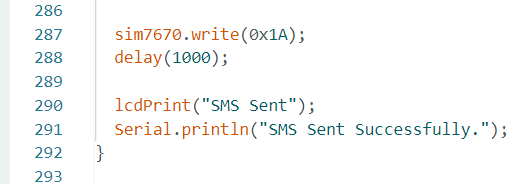 286
287 sim7670.write(0x1A);
288 delay(1000);
289
290 lcdPrint("SMS Sent");
291 Serial.println("SMS Sent Successfully.");
292 }
293